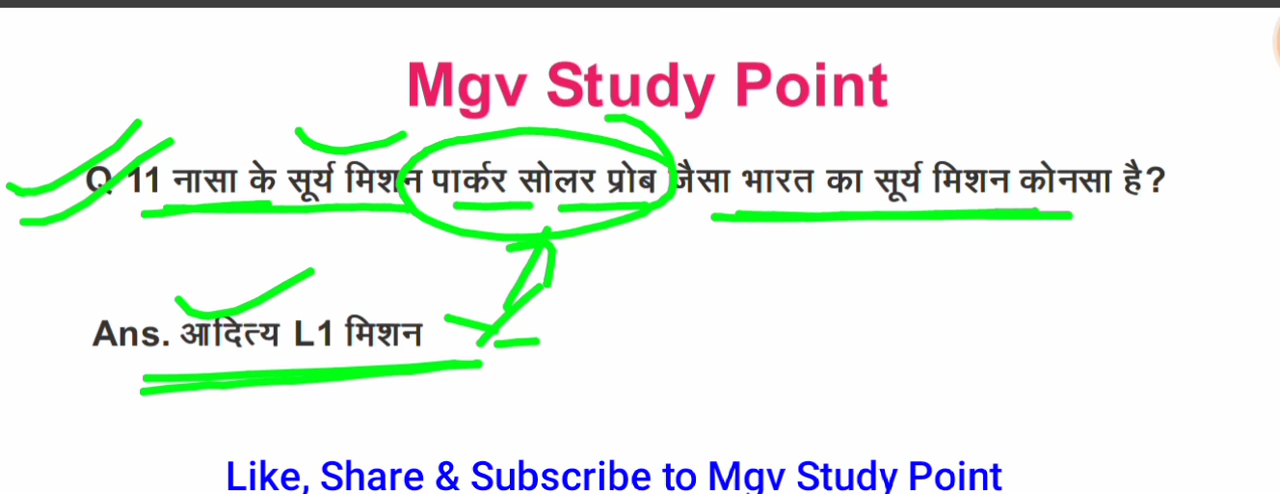 Mgv Study Point
Q 11 नासा के सूर्य मिशन पार्कर सोलर प्रोब जैसा भारत का सूर्य मिशन कोनसा है?
Ans. आदित्य L1 मिशन
Like, Share & Subscribe to Mgv Study Point